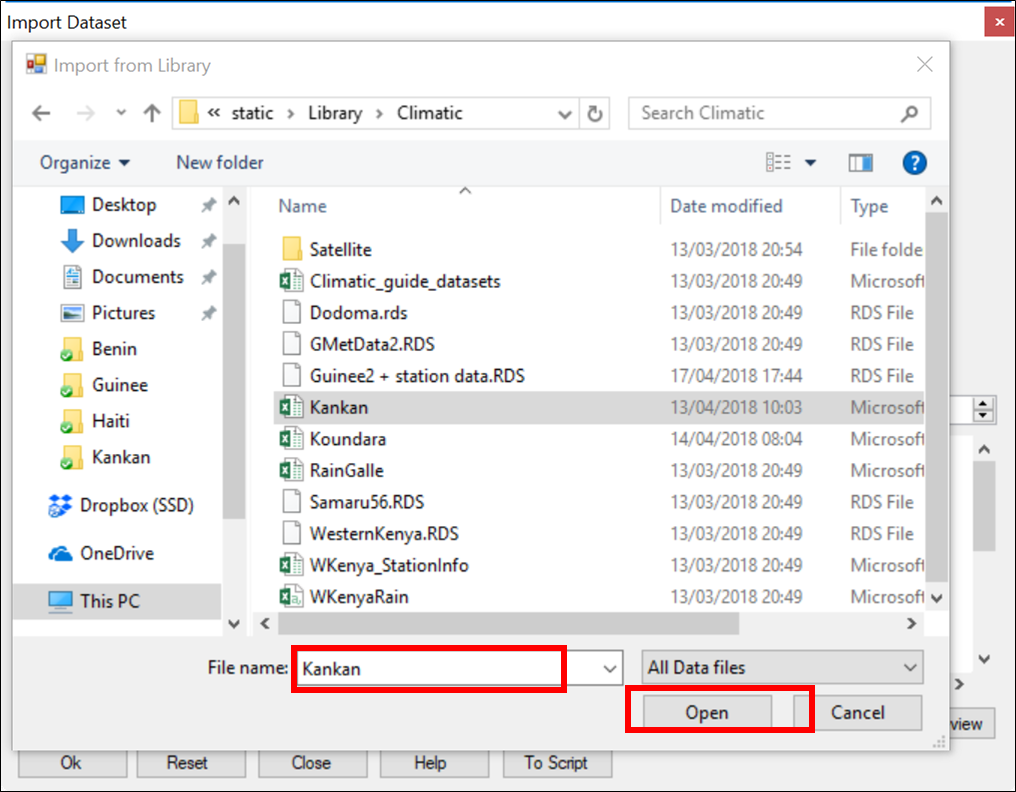 Import Dataset
Import from Library
« static > Library > Climatic
Search Climatic
Organize
New folder
Desktop
Downloads
Documents
Pictures
Benin
Guinee
Haiti
Kankan
Dropbox (SSD)
OneDrive
This PC
Name Date modified Type
Satellite 13/03/2018 20:54 File folde
Climatic_guide_datasets 13/03/2018 20:49 Microsoft
Dodoma.rds 13/03/2018 20:49 RDS File
GMetData2.RDS 13/03/2018 20:49 RDS File
Guinee2 + station data.RDS 17/04/2018 17:44 RDS File
Kankan 13/04/2018 10:03 Microsoft
Koundara 14/04/2018 08:04 Microsoft
RainGalle 13/03/2018 20:49 Microsoft
Samaru56.RDS 13/03/2018 20:49 RDS File
WesternKenya.RDS 13/03/2018 20:49 RDS File
WKenya_StationInfo 13/03/2018 20:49 Microsoft
WKenyaRain 13/03/2018 20:49 Microsoft
File name: Kankan
All Data files
Open
Cancel
view
Ok
Reset
Close
Help
To Script